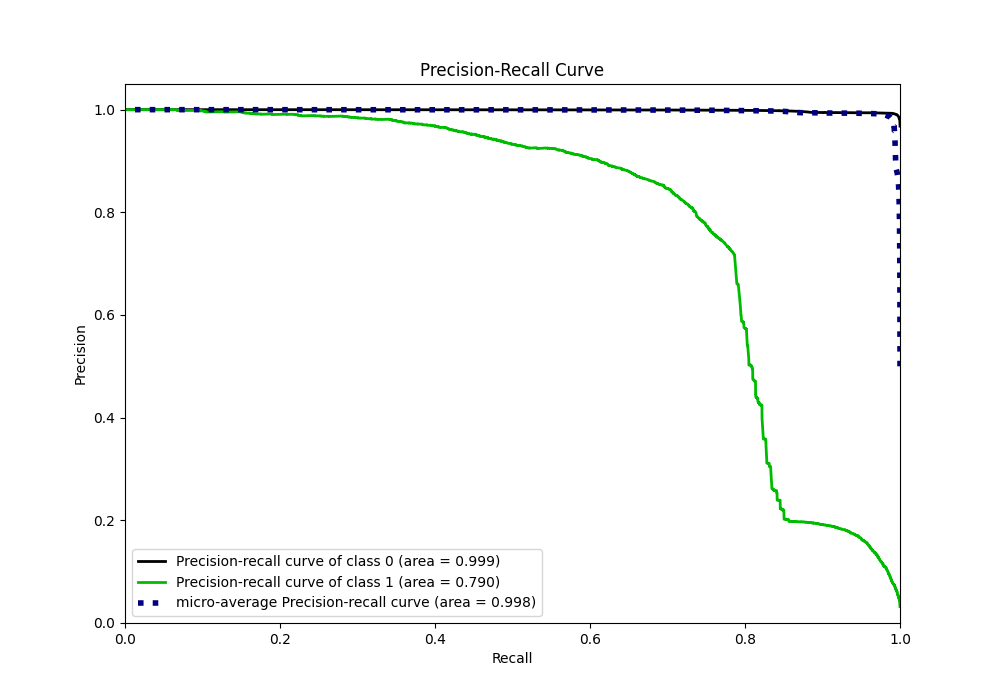 Precision-Recall Curve
1.0
0.8
0.6
0.4
0.2
0.0
Precision
0.0 0.2 0.4 0.6 0.8 1.0
Recall
Precision-recall curve of class 0 (area = 0.999)
Precision-recall curve of class 1 (area = 0.790)
micro-average Precision-recall curve (area = 0.998)